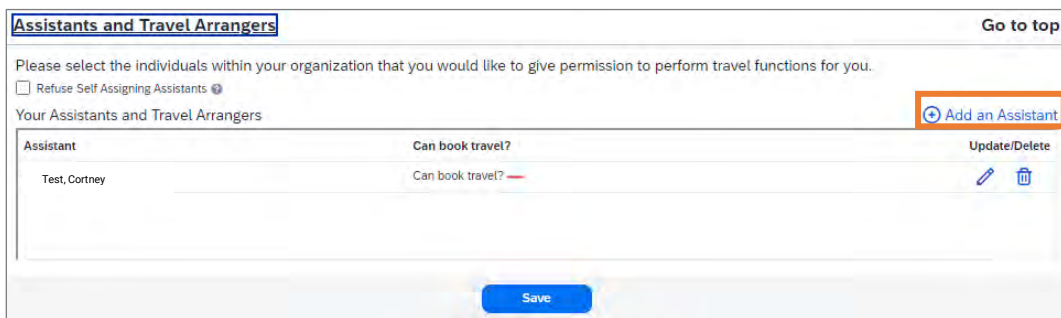 Assistants and Travel Arrangers Go to top
Please select the individuals within your organization that you would like to give permission to perform travel functions for you.
Refuse Self Assigning Assistants
Your Assistants and Travel Arrangers Add an Assistant
Assistant Can book travel? Update/Delete
Test, Cortney Can book travel?
Save